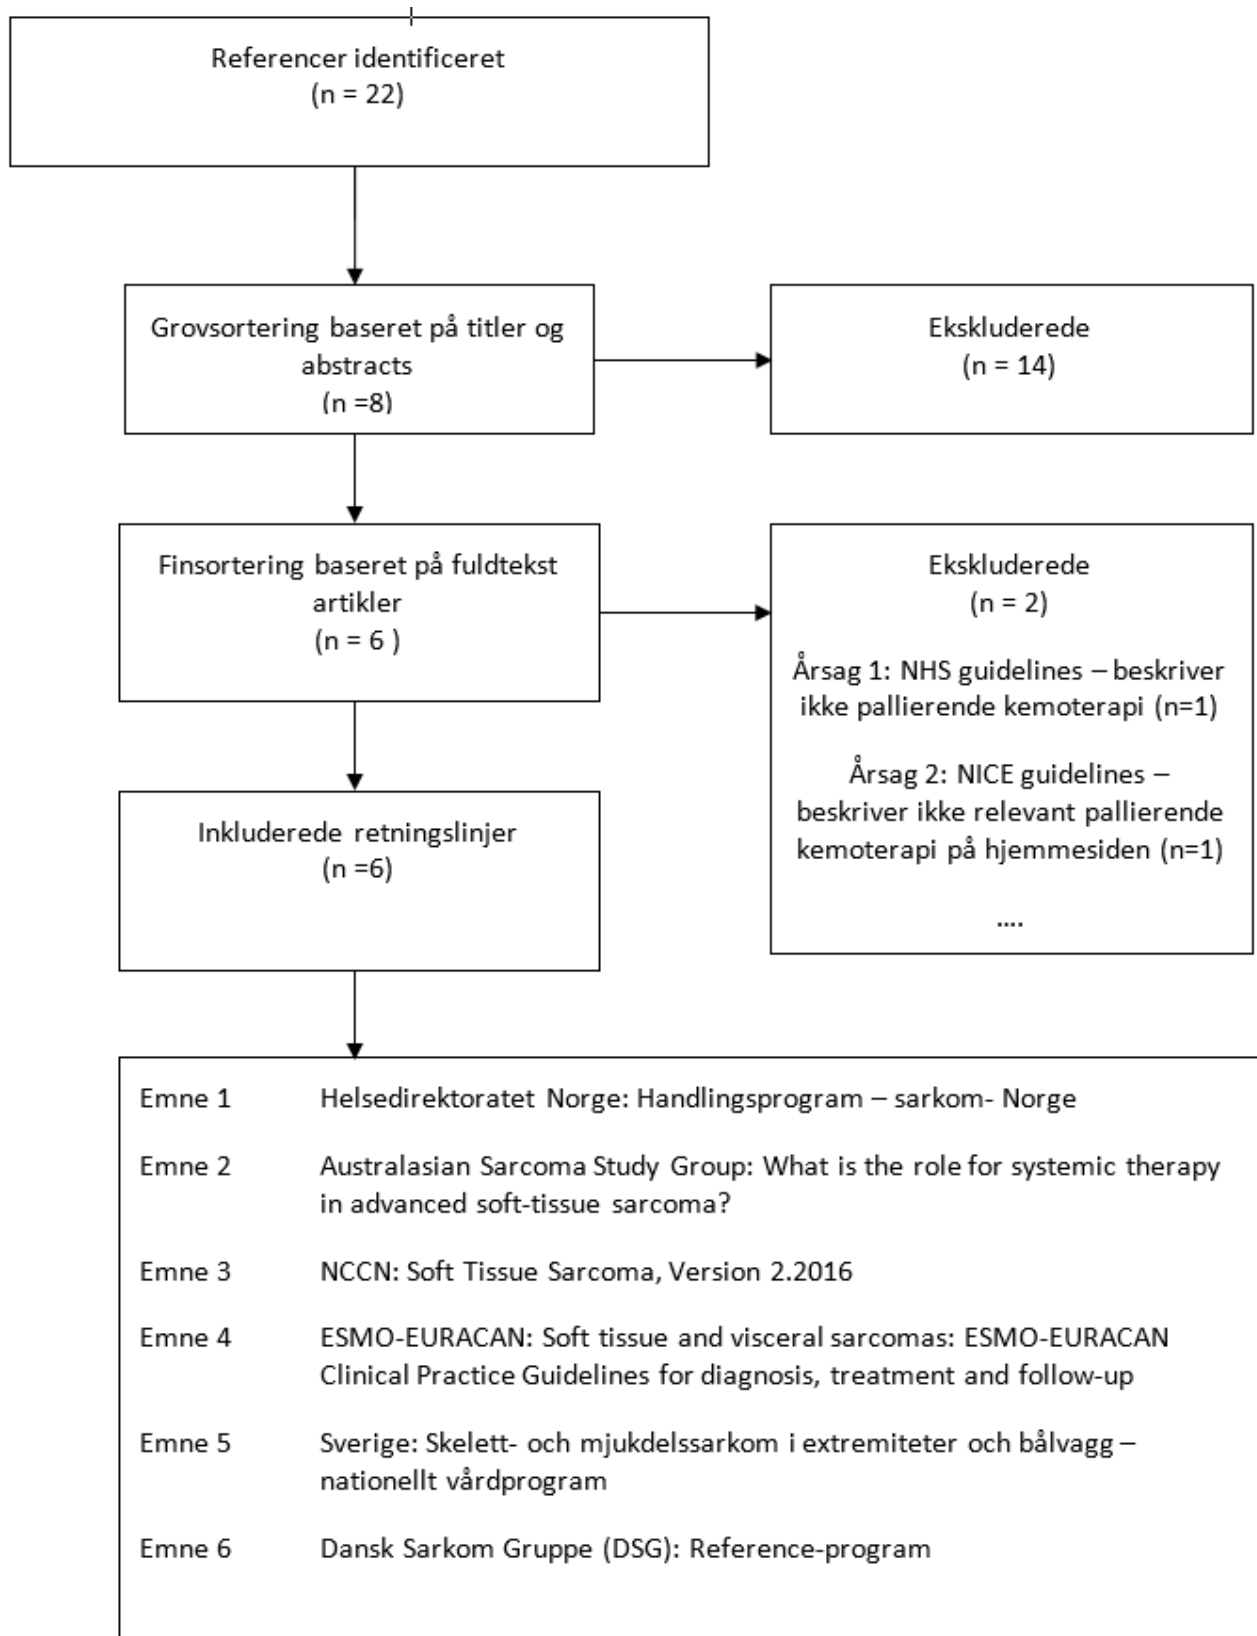 Referencer identificeret
(n = 22)
Grovsortering baseret på titler og
abstracts
(n =8)
Ekskluderede
(n = 14)
Finsortering baseret på fuldtekst
artikler
(n = 6 )
Ekskluderede
(n = 2)
Årsag 1: NHS guidelines – beskriver
ikke pallierende kemoterapi (n=1)
Årsag 2: NICE guidelines –
beskriver ikke relevant pallierende
kemoterapi på hjemmesiden (n=1)
....
Inkluderede retningslinjer
(n =6)
Emne 1 Helsedirektoratet Norge: Handlingsprogram – sarkom- Norge
Emne 2 Australasian Sarcoma Study Group: What is the role for systemic therapy
in advanced soft-tissue sarcoma?
Emne 3 NCCN: Soft Tissue Sarcoma, Version 2.2016
Emne 4 ESMO-EURACAN: Soft tissue and visceral sarcomas: ESMO-EURACAN
Clinical Practice Guidelines for diagnosis, treatment and follow-up
Emne 5 Sverige: Skelett- och mjukdelssarkom i extremiteter och bålvagg –
nationellt vårdprogram
Emne 6 Dansk Sarkom Gruppe (DSG): Reference-program